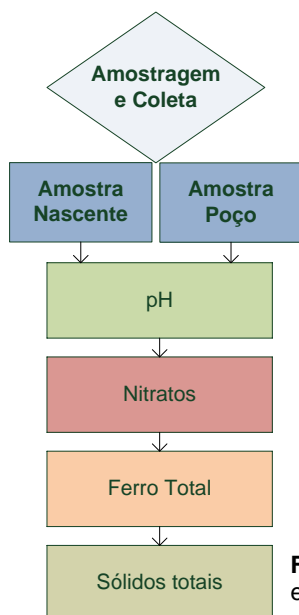 Amostragem
e Coleta
Amostra
Nascente
Amostra
Poço
pH
Nitratos
Ferro Total
Sólidos totais